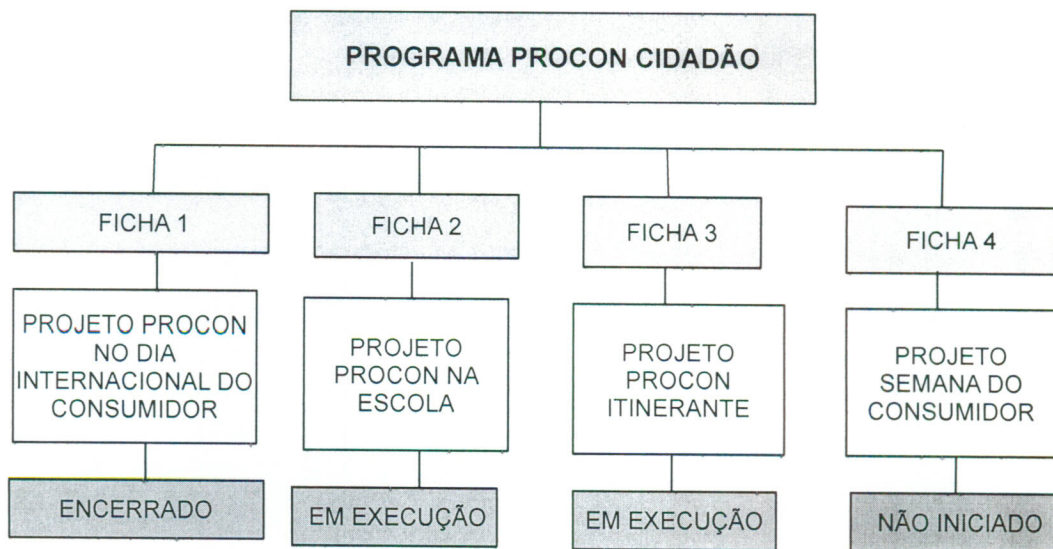 PROGRAMA PROCON CIDADÃO
FICHA 1
PROJETO PROCON
NO DIA
INTERNACIONAL DO
CONSUMIDOR
ENCERRADO
FICHA 2
PROJETO
PROCON NA
ESCOLA
EM EXECUÇÃO
FICHA 3
PROJETO
PROCON
ITINERANTE
EM EXECUÇÃO
FICHA 4
PROJETO
SEMANA DO
CONSUMIDOR
NÃO INICIADO